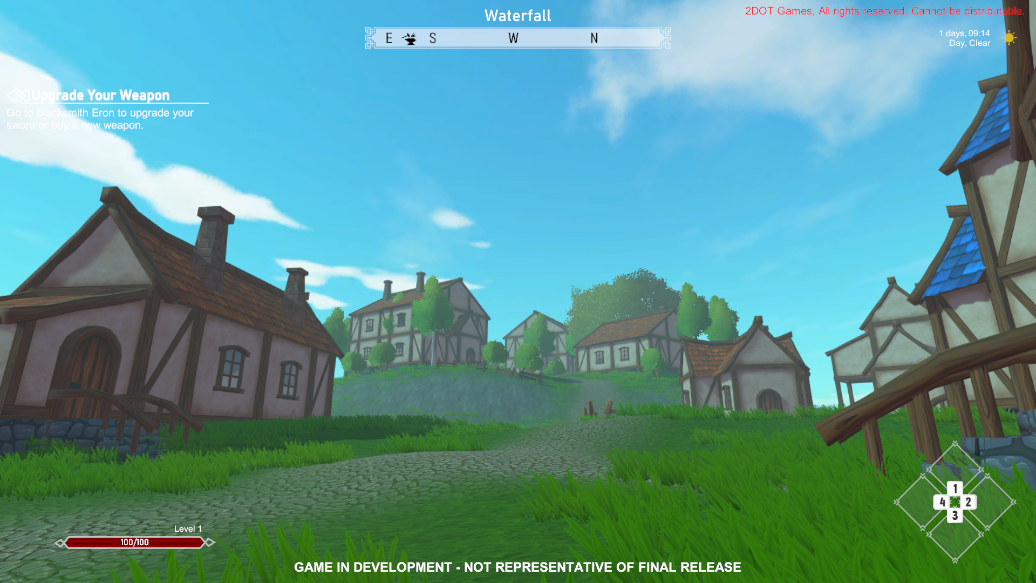 Waterfall
2DOT Games, All rights reserved. Cannot be distributable.
E S W N
1 days, 09:14
Day, Clear
Upgrade Your Weapon
Go to Blacksmith Eron to upgrade your
sword or buy a new weapon.
1
4 2
3
Level 1
100/100
GAME IN DEVELOPMENT - NOT REPRESENTATIVE OF FINAL RELEASE